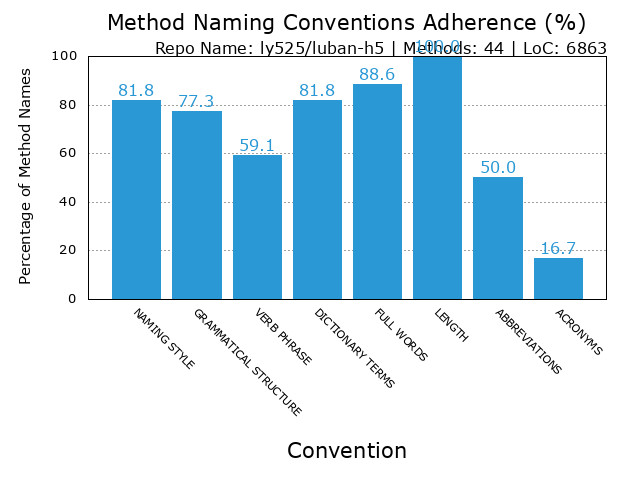 Method Naming Conventions Adherence (%)
Repo Name: ly525/luban-h5 | Methods: 44 | LoC: 6863
Percentage of Method Names
100
80
60
40
20
0
81.8
77.3
59.1
81.8
88.6
100.0
50.0
16.7
NAMING STYLE
GRAMMATICAL STRUCTURE
VERB PHRASE
DICTIONARY TERMS
FULL WORDS
LENGTH
ABBREVIATIONS
ACRONYMS
Convention